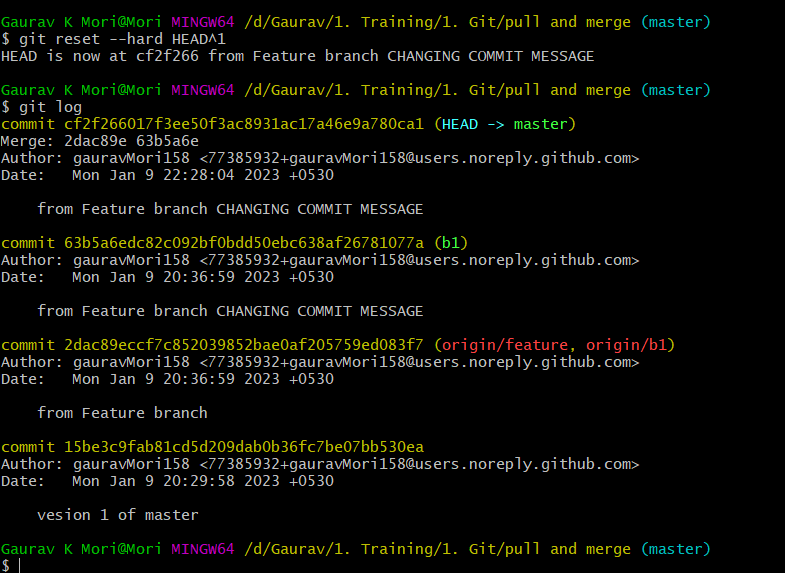 Gaurav K Mori@Mori MINGW64 /d/Gaurav/1. Training/1. Git/pull and merge (master)
$ git reset --hard HEAD^1
HEAD is now at cf2f266 from Feature branch CHANGING COMMIT MESSAGE
Gaurav K Mori@Mori MINGW64 /d/Gaurav/1. Training/1. Git/pull and merge (master)
$ git log
commit cf2f266017f3ee50f3ac8931ac17a46e9a780ca1 (HEAD -> master)
Merge: 2dac89e 63b5a6e
Author: gauravMori158 <77385932+gauravMori158@users.noreply.github.com>
Date:   Mon Jan 9 22:28:04 2023 +0530
    from Feature branch CHANGING COMMIT MESSAGE
commit 63b5a6edc82c092bf0bdd50ebc638af26781077a (b1)
Author: gauravMori158 <77385932+gauravMori158@users.noreply.github.com>
Date:   Mon Jan 9 20:36:59 2023 +0530
    from Feature branch CHANGING COMMIT MESSAGE
commit 2dac89eccf7c852039852bae0af205759ed083f7 (origin/feature, origin/b1)
Author: gauravMori158 <77385932+gauravMori158@users.noreply.github.com>
Date:   Mon Jan 9 20:36:59 2023 +0530
    from Feature branch
commit 15be3c9fab81cd5d209dab0b36fc7be07bb530ea
Author: gauravMori158 <77385932+gauravMori158@users.noreply.github.com>
Date:   Mon Jan 9 20:29:58 2023 +0530
    vesion 1 of master
Gaurav K Mori@Mori MINGW64 /d/Gaurav/1. Training/1. Git/pull and merge (master)
$